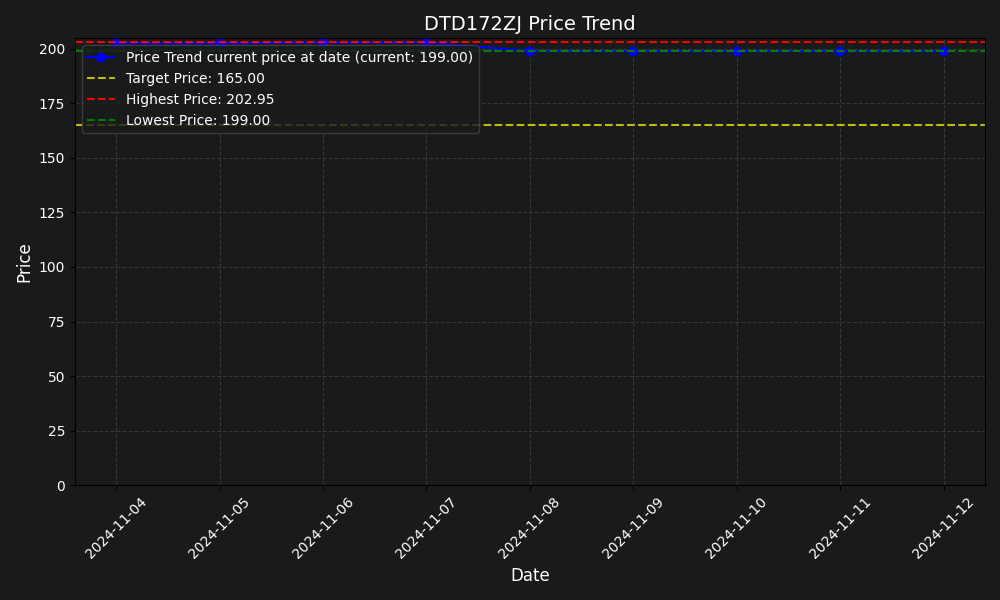 DTD172ZJ Price Trend
Price Trend current price at date (current: 199.00)
Target Price: 165.00
Highest Price: 202.95
Lowest Price: 199.00
200
175
150
125
100
75
50
25
0
Price
2024-11-04
2024-11-05
2024-11-06
2024-11-07
2024-11-08
2024-11-09
2024-11-10
2024-11-11
2024-11-12
Date